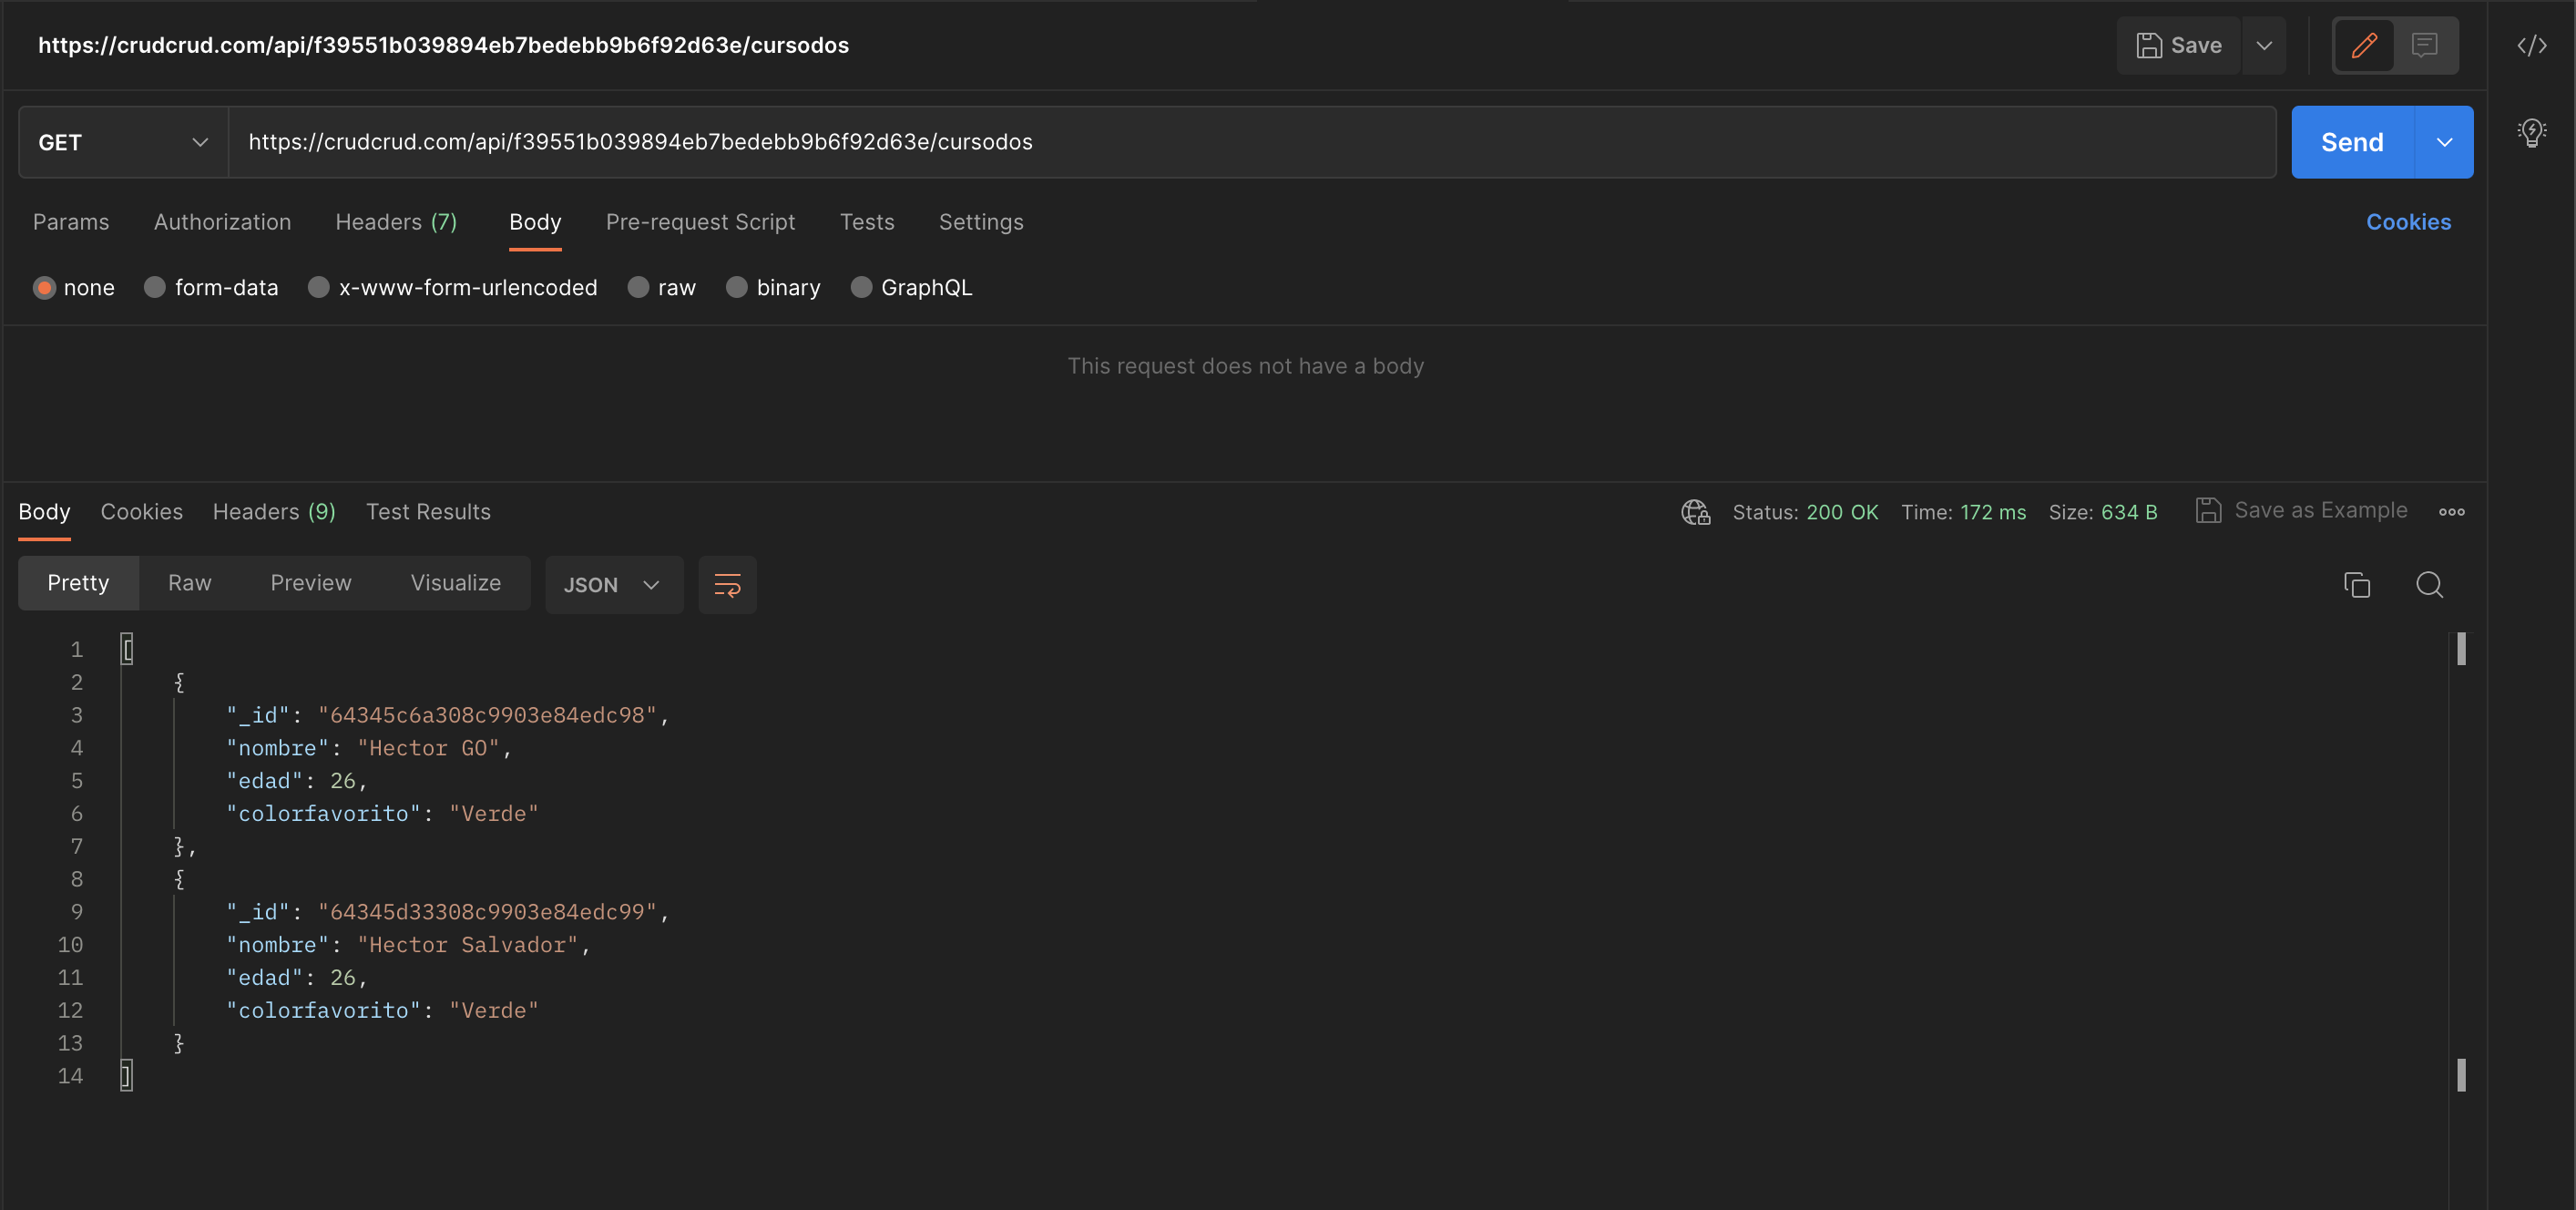 https://crudcrud.com/api/f39551b039894eb7bedebb9b6f92d63e/cursodos
Save
GET https://crudcrud.com/api/f39551b039894eb7bedebb9b6f92d63e/cursodos Send
Params Authorization Headers (7) Body Pre-request Script Tests Settings Cookies
none form-data x-www-form-urlencoded raw binary GraphQL
This request does not have a body
Body Cookies Headers (9) Test Results Status: 200 OK Time: 172 ms Size: 634 B Save as Example
Pretty Raw Preview Visualize JSON
1 [
2 {
3 "_id": "64345c6a308c9903e84edc98",
4 "nombre": "Hector GO",
5 "edad": 26,
6 "colorfavorito": "Verde"
7 },
8 {
9 "_id": "64345d33308c9903e84edc99",
10 "nombre": "Hector Salvador",
11 "edad": 26,
12 "colorfavorito": "Verde"
13 }
14 ]